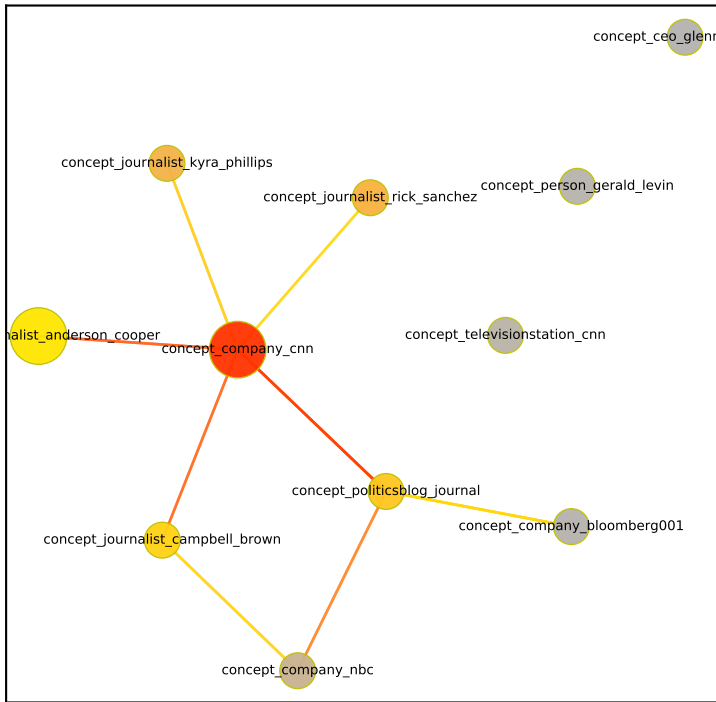 concept_ceo_glenn
concept_journalist_kyra_phillips
concept_person_gerald_levin
concept_journalist_rick_sanchez
nalist_anderson_cooper
concept_televisionstation_cnn
concept_company_cnn
concept_politicsblog_journal
concept_company_bloomberg001
concept_journalist_campbell_brown
concept_company_nbc